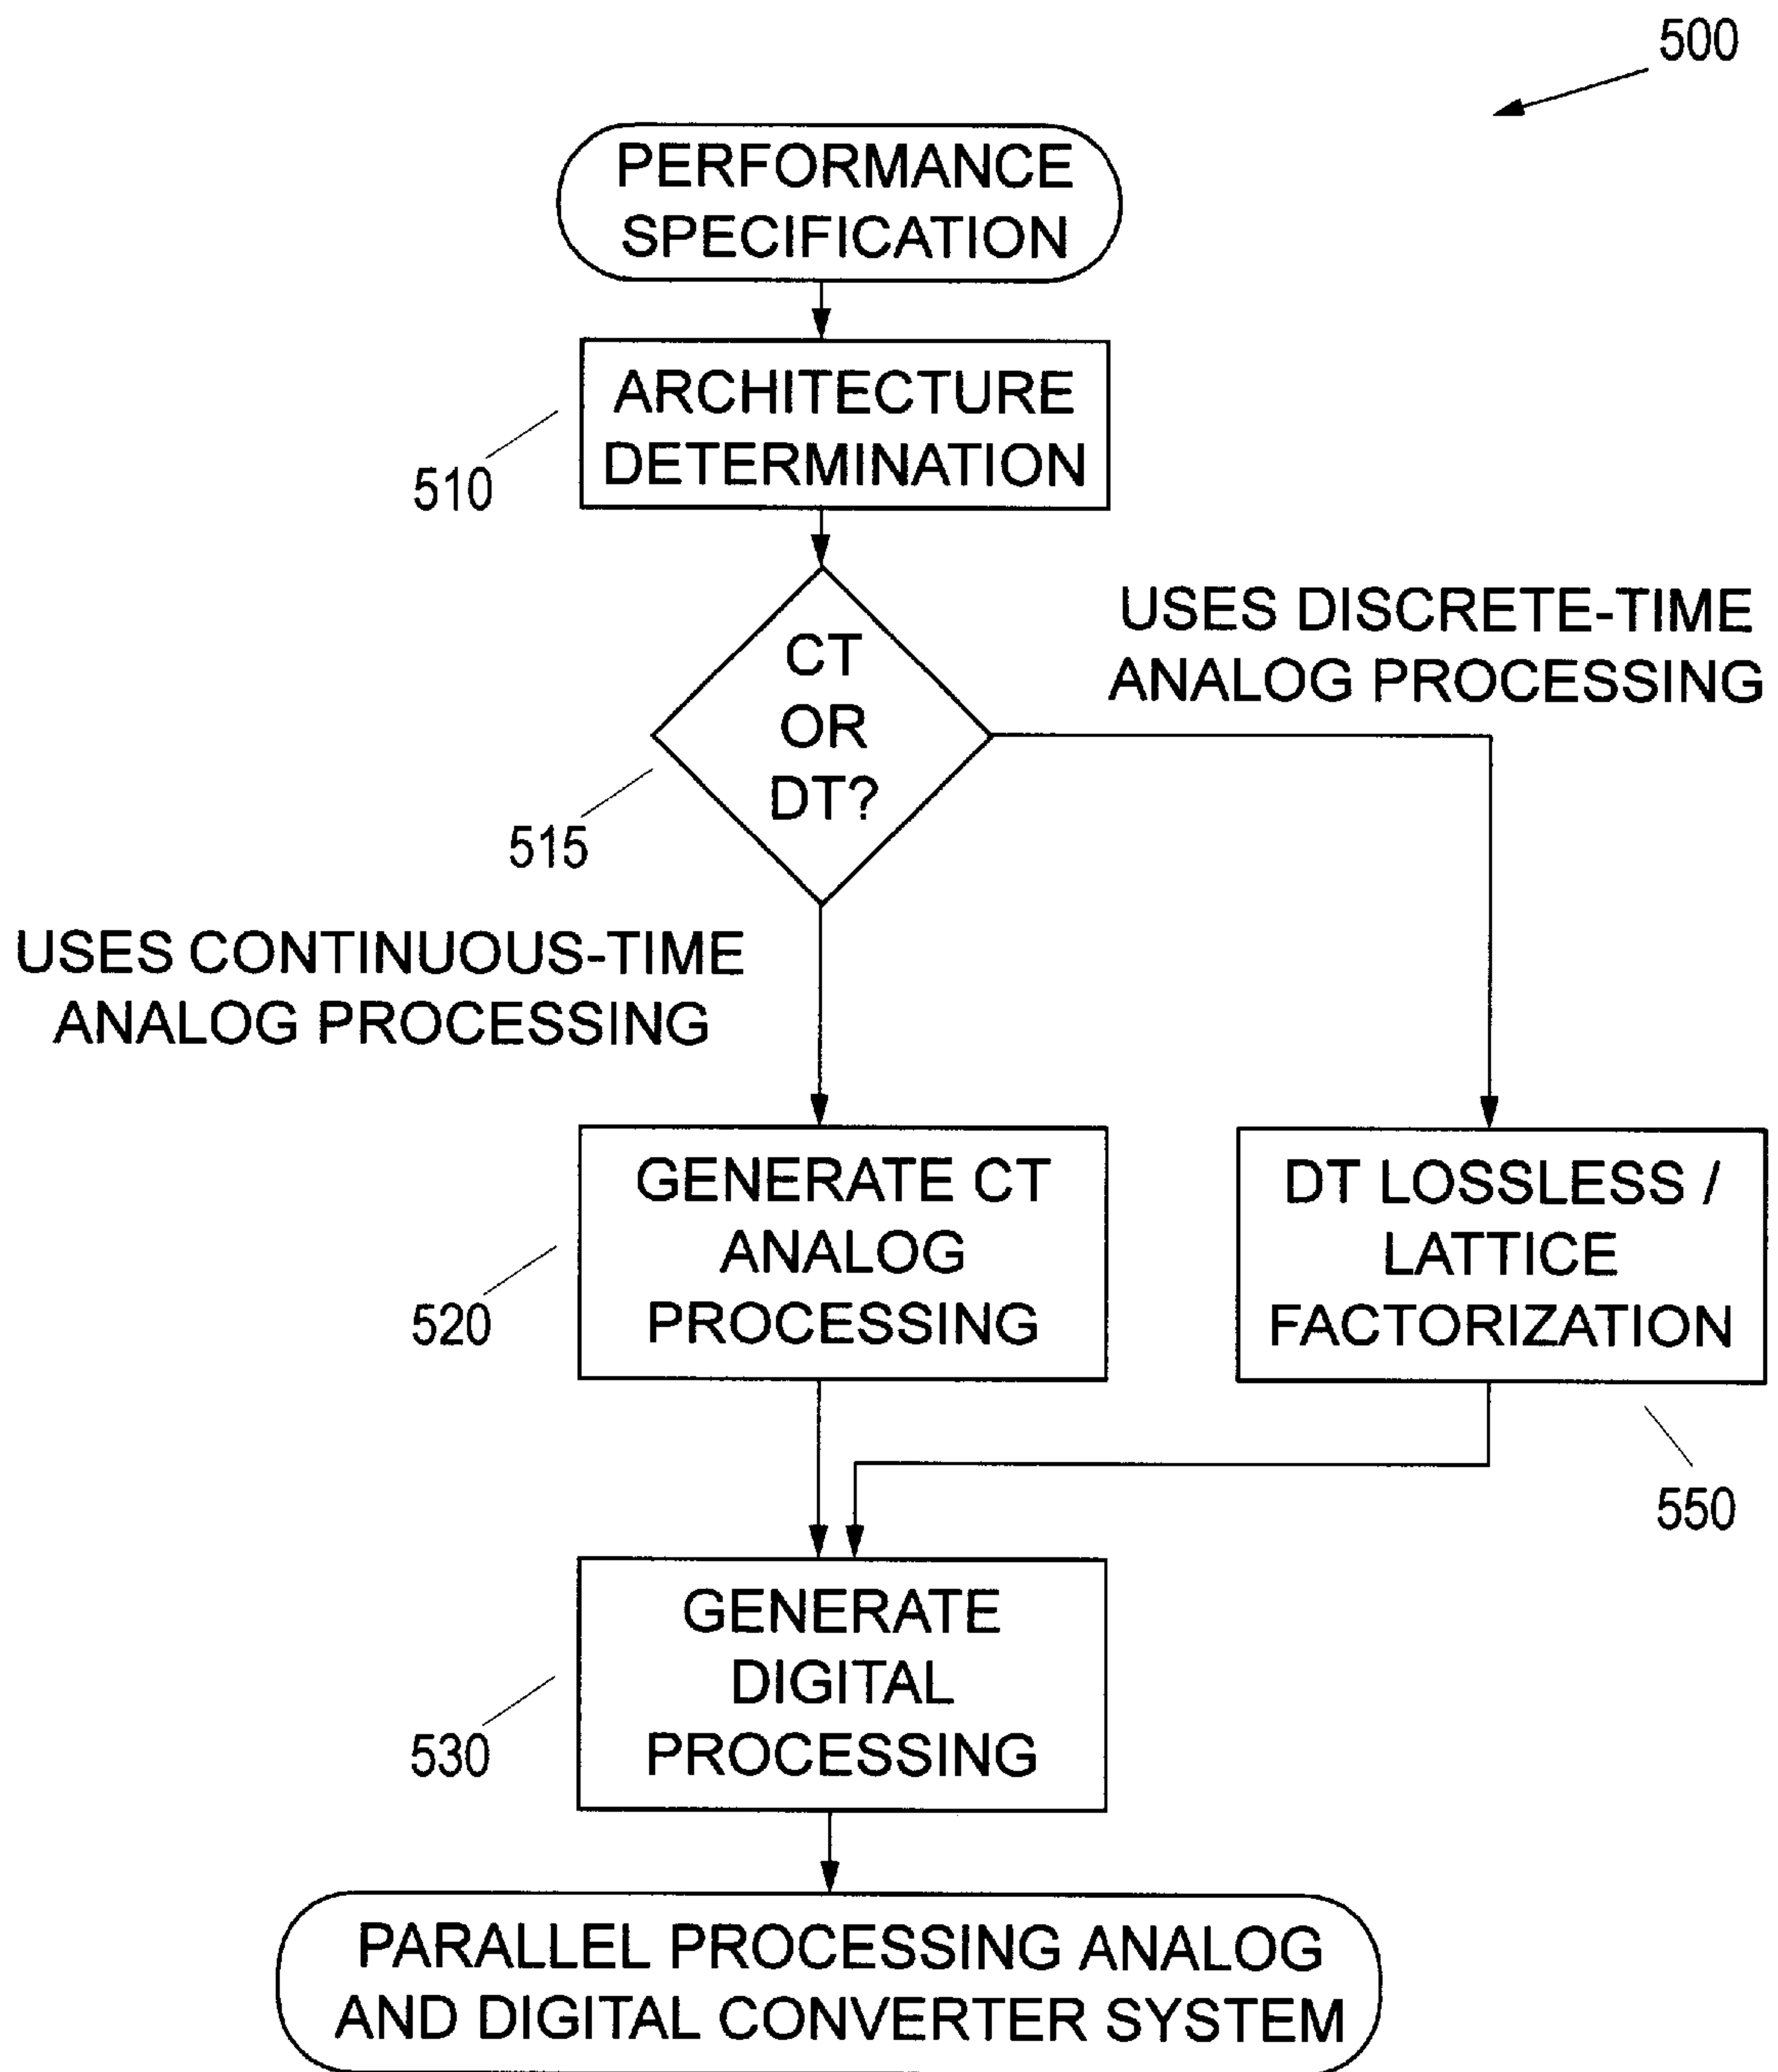 500
PERFORMANCE
SPECIFICATION
ARCHITECTURE
DETERMINATION
510
CT
OR
DT?
515
USES DISCRETE-TIME
ANALOG PROCESSING
USES CONTINUOUS-TIME
ANALOG PROCESSING
GENERATE CT
ANALOG
PROCESSING
520
DT LOSSLESS /
LATTICE
FACTORIZATION
550
GENERATE
DIGITAL
PROCESSING
530
PARALLEL PROCESSING ANALOG
AND DIGITAL CONVERTER SYSTEM